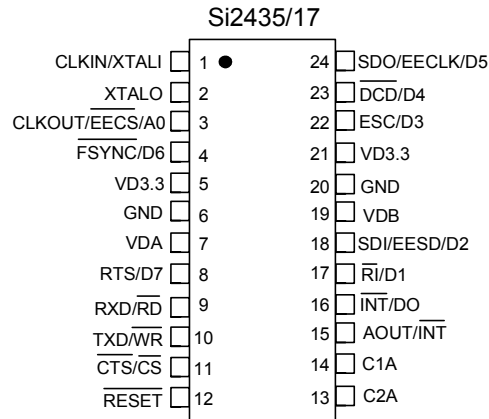 Si2435/17
CLKIN/XTALI 1 24 SDO/EECLK/D5
XTALO 2 23 DCD/D4
CLKOUT/EECS/A0 3 22 ESC/D3
FSYNC/D6 4 21 VD3.3
VD3.3 5 20 GND
GND 6 19 VDB
VDA 7 18 SDI/EESD/D2
RTS/D7 8 17 RI/D1
RXD/RD 9 16 INT/DO
TXD/WR 10 15 AOUT/INT
CTS/CS 11 14 C1A
RESET 12 13 C2A